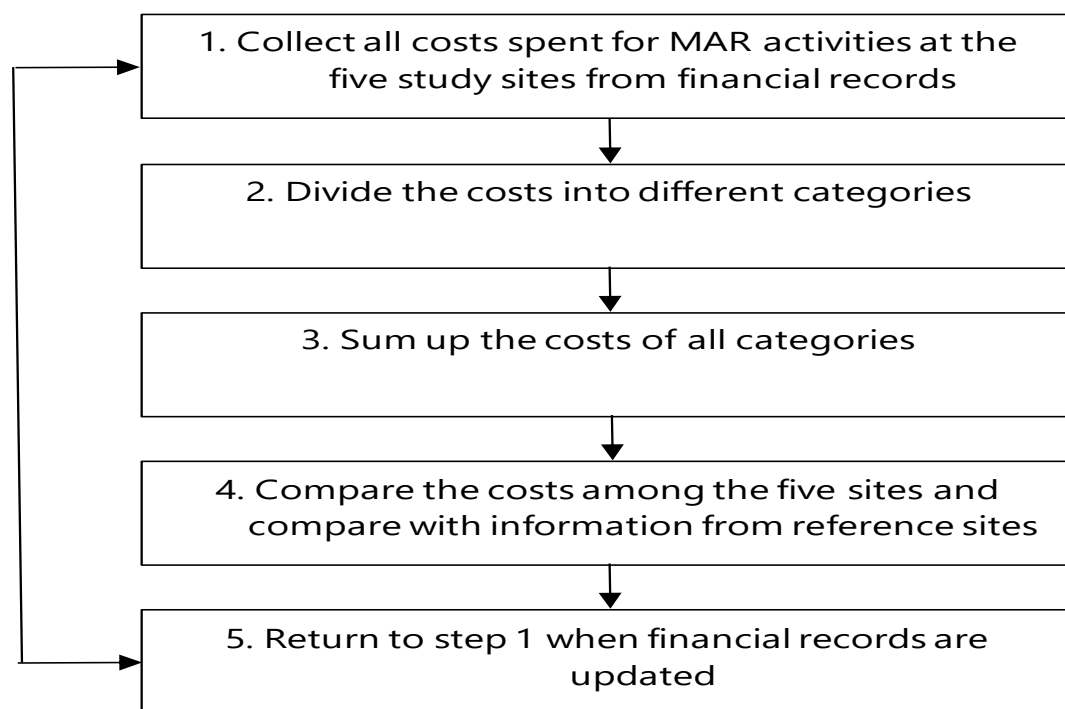 1. Collect all costs spent for MAR activities at the
five study sites from financial records
2. Divide the costs into different categories
3. Sum up the costs of all categories
4. Compare the costs among the five sites and
compare with information from reference sites
5. Return to step 1 when financial records are
updated